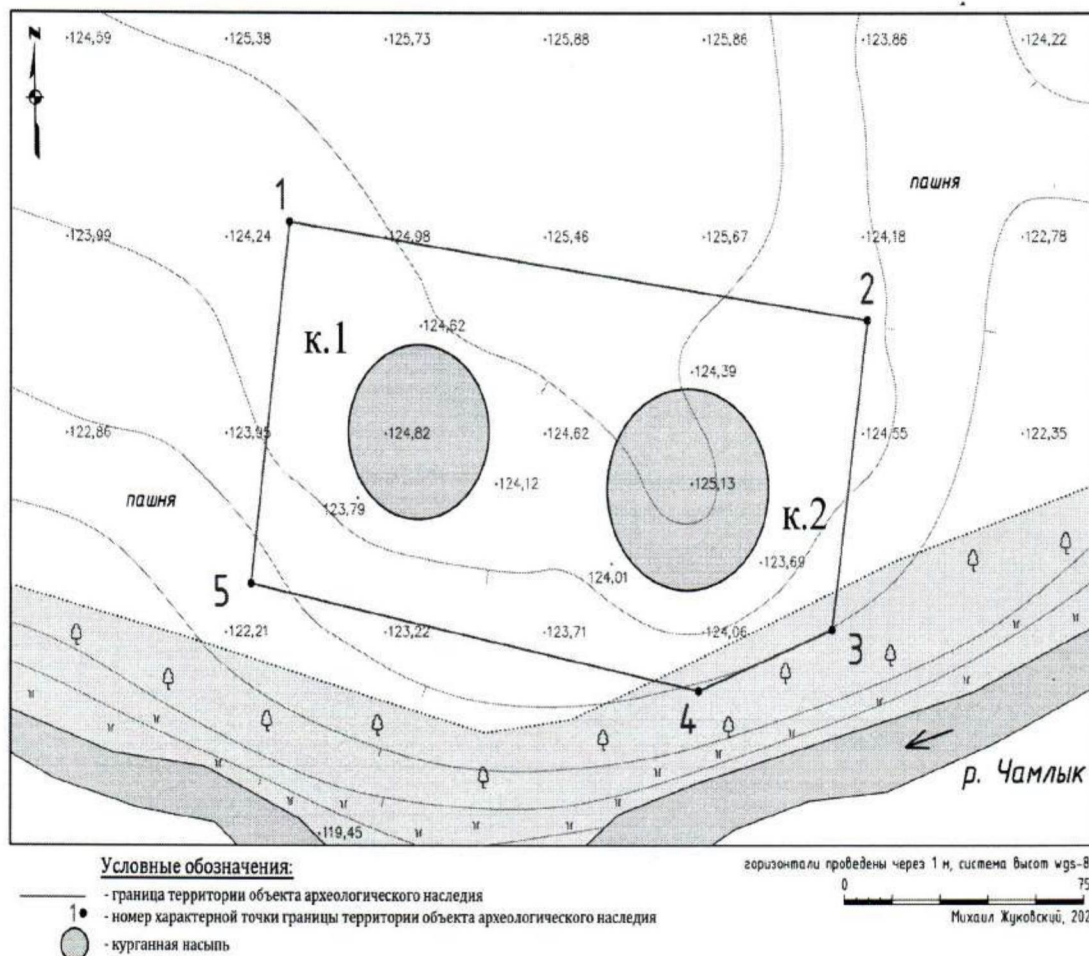 N
·124,59 ·125,38 ·125,73 ·125,88 ·125,86 ·123,86 ·124,22
пашня
1
·123,99 ·124,24 ·124,98 ·125,46 ·125,67 ·124,18 ·122,78
2
к.1 ·124,62
·124,39
·122,86 ·123,95 ·124,82 ·124,62 ·124,55 ·122,35
·124,12 ·125,13
пашня ·123,79 к.2
·123,69
5 ·124,01
·122,21 ·123,22 ·123,71 ·124,06 3
4
р. Чамлык
·119,45
Условные обозначения:
- граница территории объекта археологического наследия
1• - номер характерной точки границы территории объекта археологического наследия
- курганная насыпь
горизонтали проведены через 1 м, система высот wgs-8
0 75
Михаил Жуковский, 202